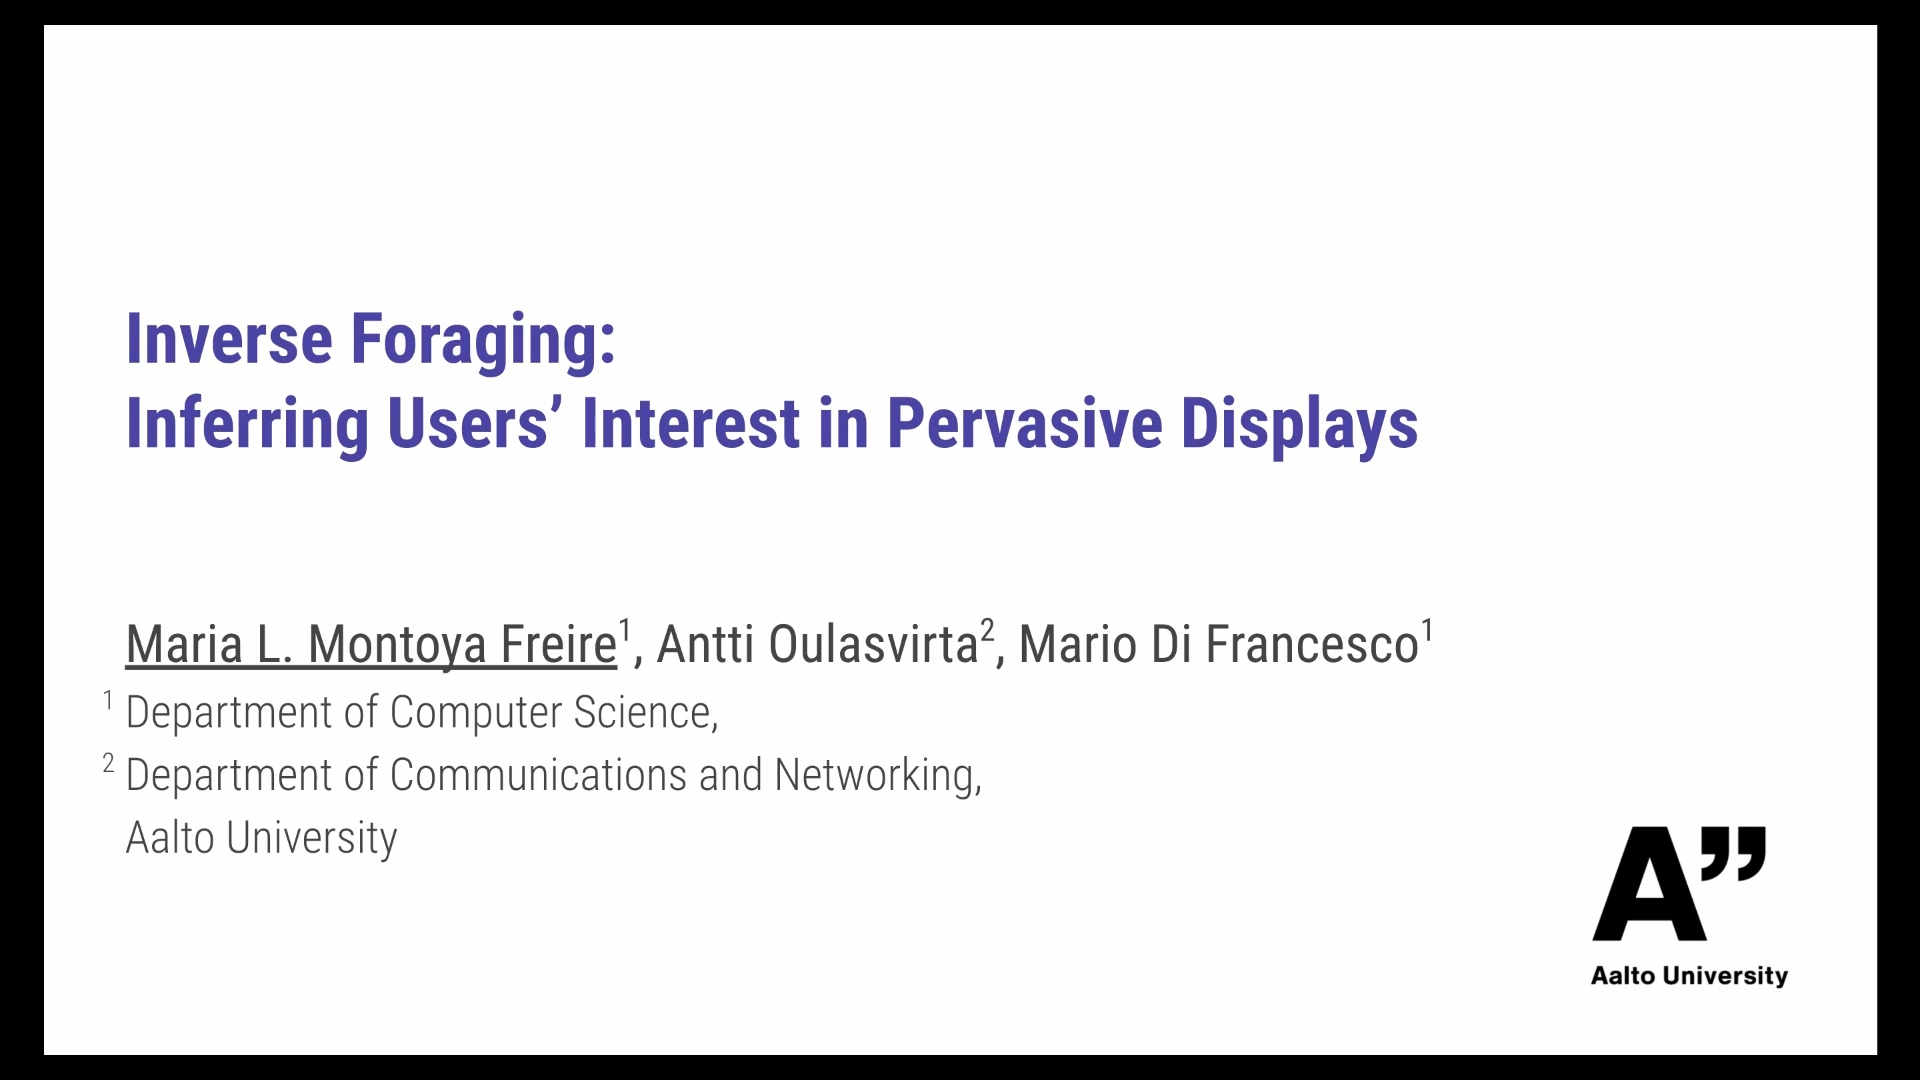 Inverse Foraging:
Inferring Users’ Interest in Pervasive Displays
Maria L. Montoya Freire¹, Antti Oulasvirta², Mario Di Francesco¹
¹ Department of Computer Science,
² Department of Communications and Networking,
Aalto University
A”
Aalto University